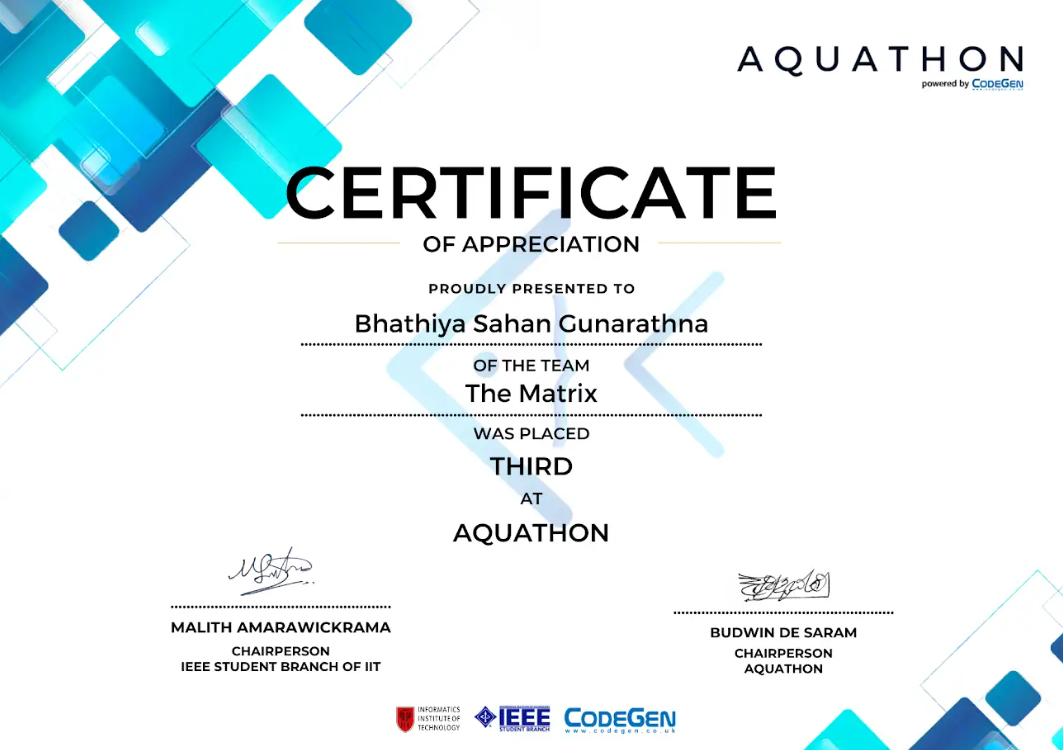 AQUATHON
powered by CODEGEN
CERTIFICATE
OF APPRECIATION
PROUDLY PRESENTED TO
Bhathiya Sahan Gunarathna
OF THE TEAM
The Matrix
WAS PLACED
THIRD
AT
AQUATHON
MALITH AMARAWICKRAMA
CHAIRPERSON
IEEE STUDENT BRANCH OF IIT
BUDWIN DE SARAM
CHAIRPERSON
AQUATHON
INFORMATICS
INSTITUTE OF
TECHNOLOGY
IEEE
STUDENT BRANCH
CODEGEN
www.codegen.co.uk